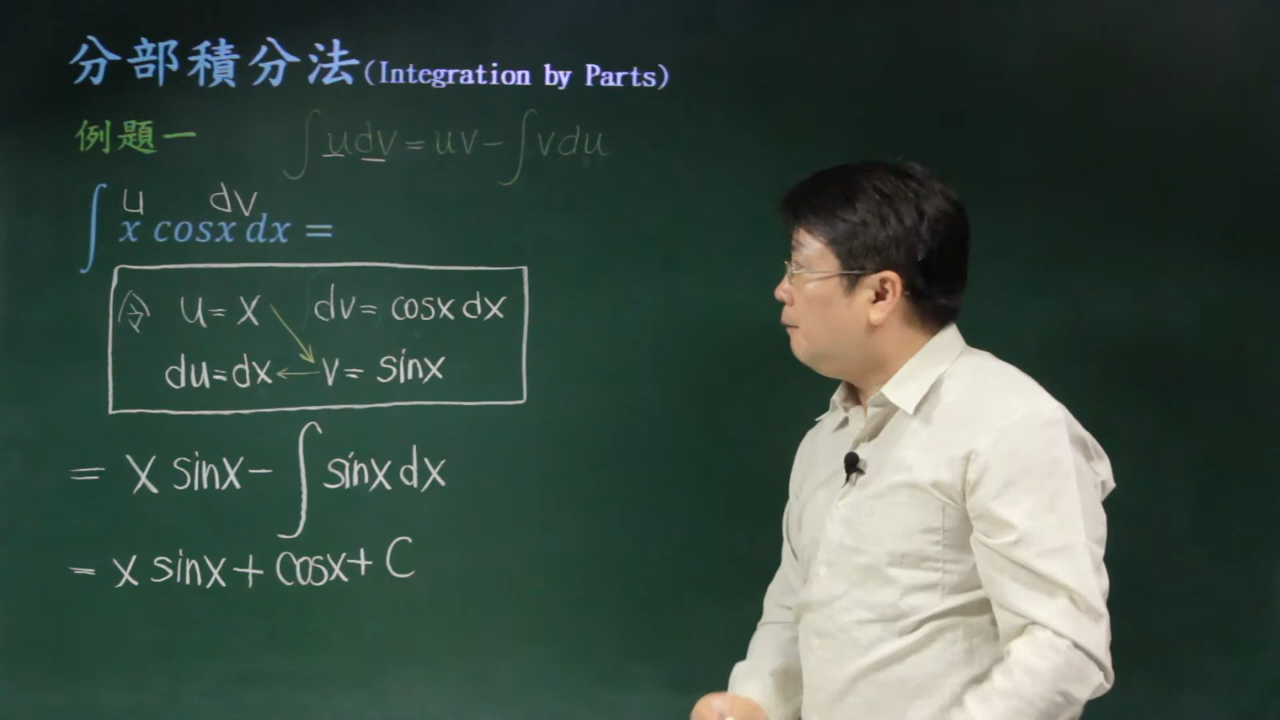 分部積分法(Integration by Parts)
例題一 ∫udv=uv-∫vdu
u dv
∫x cosx dx =
令 u=x dv=cosx dx
du=dx ← v=sinx
= x sinx-∫sinx dx
= x sinx+cosx+C